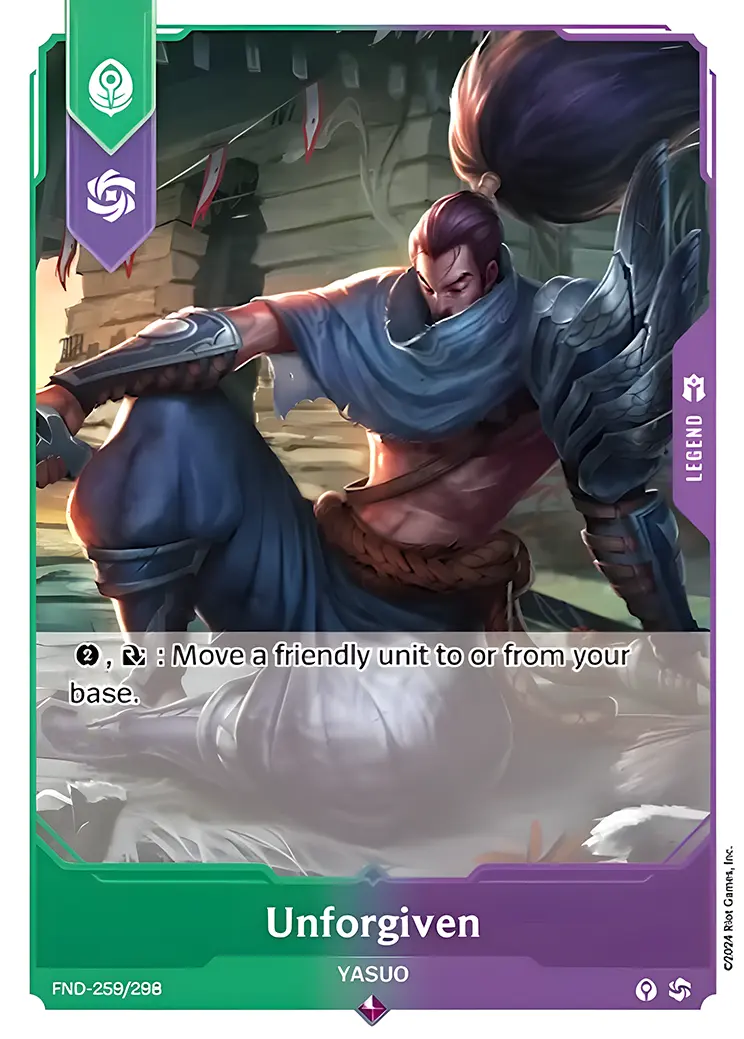 LEGEND
2, : Move a friendly unit to or from your
base.
Unforgiven
YASUO
FND-259/298
©2024 Riot Games, Inc.